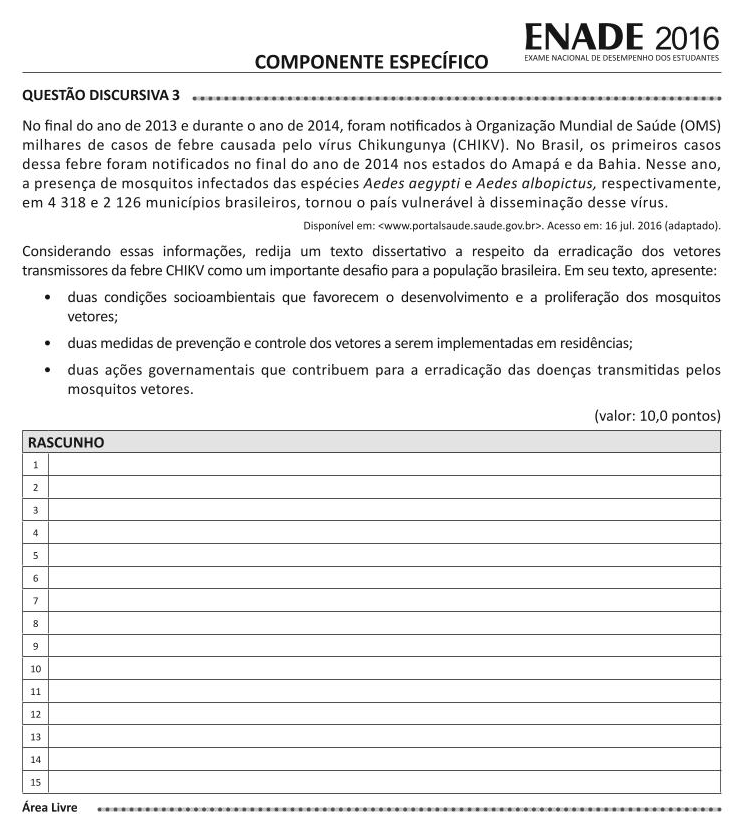 ENADE 2016
EXAME NACIONAL DE DESEMPENHO DOS ESTUDANTES
COMPONENTE ESPECÍFICO
QUESTÃO DISCURSIVA 3
No final do ano de 2013 e durante o ano de 2014, foram notificados à Organização Mundial de Saúde (OMS)
milhares de casos de febre causada pelo vírus Chikungunya (CHIKV). No Brasil, os primeiros casos
dessa febre foram notificados no final do ano de 2014 nos estados do Amapá e da Bahia. Nesse ano,
a presença de mosquitos infectados das espécies Aedes aegypti e Aedes albopictus, respectivamente,
em 4 318 e 2 126 municípios brasileiros, tornou o país vulnerável à disseminação desse vírus.
Disponível em: <www.portalsaude.saude.gov.br>. Acesso em: 16 jul. 2016 (adaptado).
Considerando essas informações, redija um texto dissertativo a respeito da erradicação dos vetores
transmissores da febre CHIKV como um importante desafio para a população brasileira. Em seu texto, apresente:
• duas condições socioambientais que favorecem o desenvolvimento e a proliferação dos mosquitos
vetores;
• duas medidas de prevenção e controle dos vetores a serem implementadas em residências;
• duas ações governamentais que contribuem para a erradicação das doenças transmitidas pelos
mosquitos vetores.
(valor: 10,0 pontos)
RASCUNHO
1
2
3
4
5
6
7
8
9
10
11
12
13
14
15
Área Livre